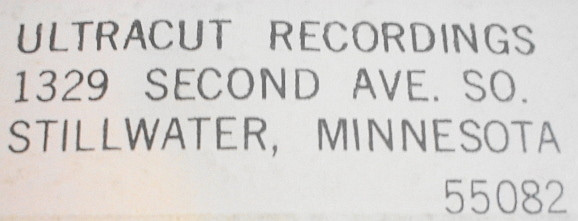 ULTRACUT RECORDINGS
1329 SECOND AVE. SO.
STILLWATER, MINNESOTA
55082